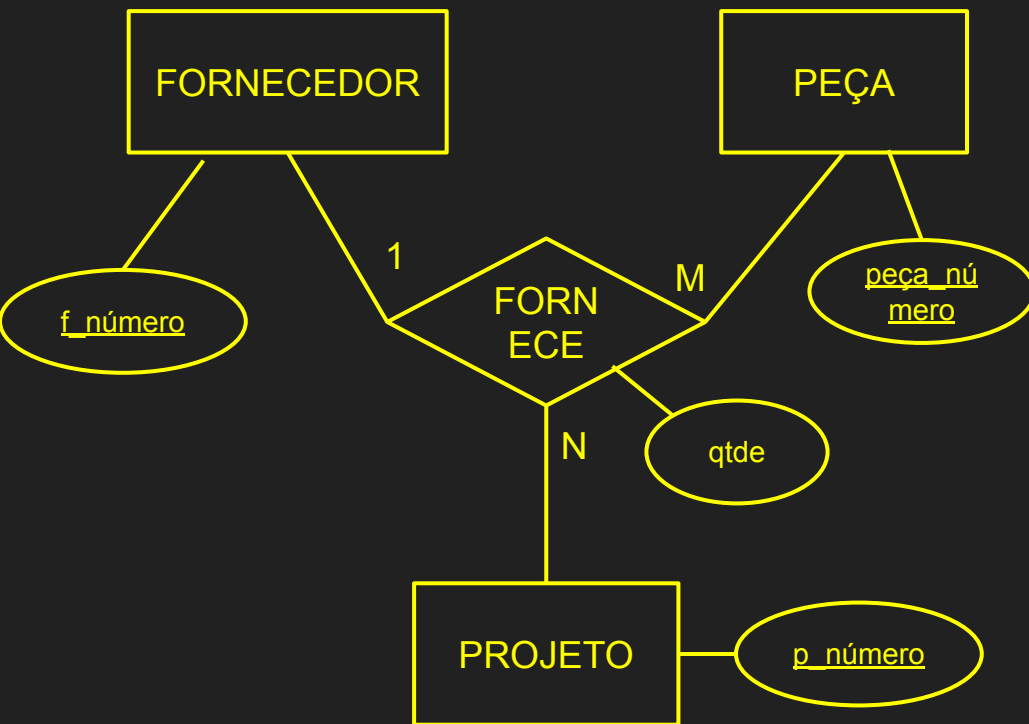 FORNECEDOR
PEÇA
1
M
FORN
ECE
peça_nú
mero
f_número
N
qtde
PROJETO
p_número